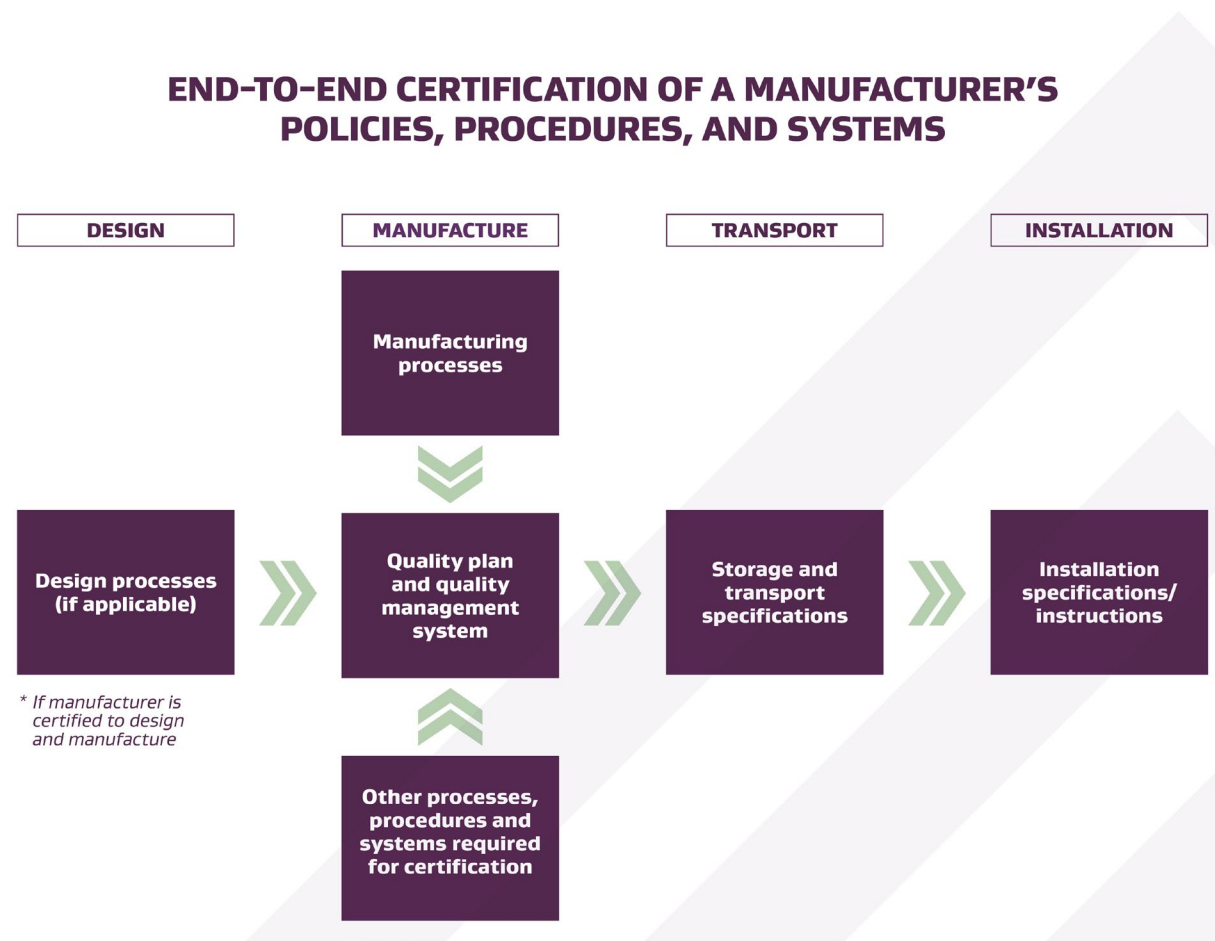 END-TO-END CERTIFICATION OF A MANUFACTURER'S
POLICIES, PROCEDURES, AND SYSTEMS
DESIGN
MANUFACTURE
TRANSPORT
INSTALLATION
Manufacturing
processes
Design processes
(if applicable)
Quality plan
and quality
management
system
Storage and
transport
specifications
Installation
specifications/
instructions
* If manufacturer is
certified to design
and manufacture
Other processes,
procedures and
systems required
for certification